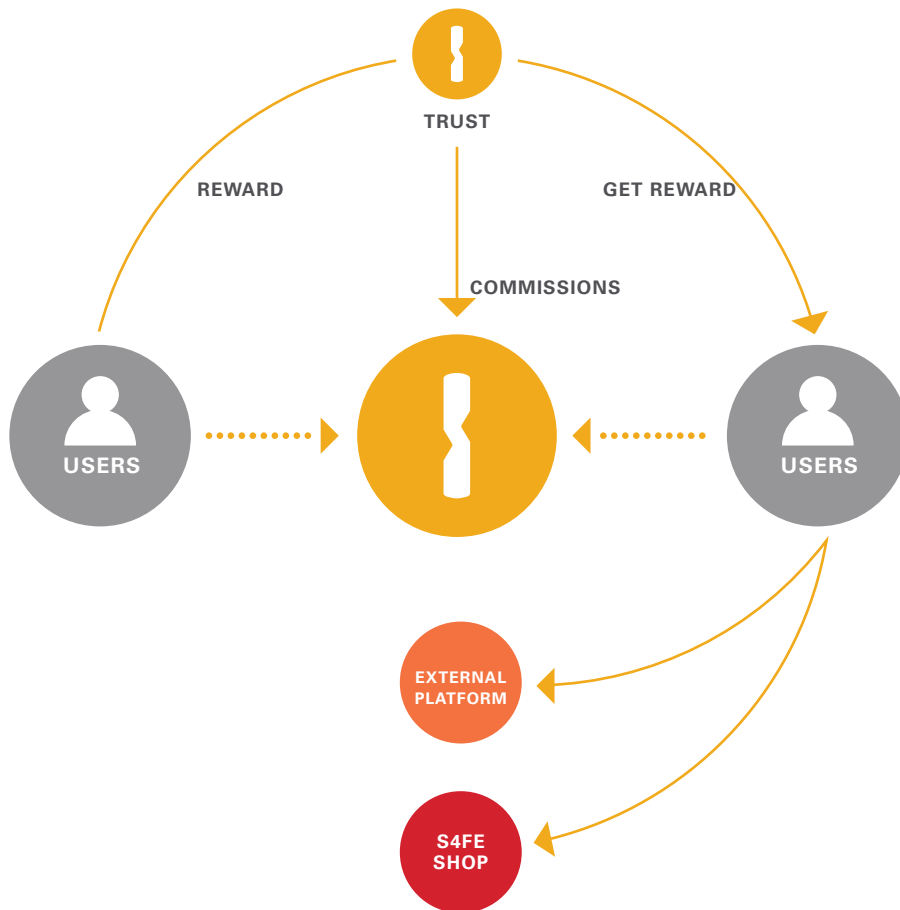 TRUST
REWARD
GET REWARD
COMMISSIONS
USERS
USERS
EXTERNAL
PLATFORM
S4FE
SHOP